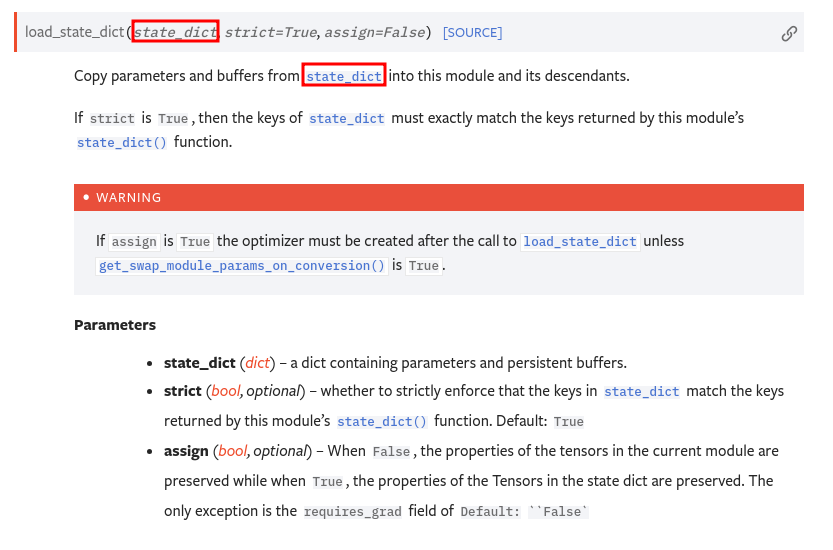 load_state_dict(state_dict, strict=True, assign=False) [SOURCE]
Copy parameters and buffers from state_dict into this module and its descendants.
If strict is True, then the keys of state_dict must exactly match the keys returned by this module's
state_dict() function.
• WARNING
If assign is True the optimizer must be created after the call to load_state_dict unless
get_swap_module_params_on_conversion() is True.
Parameters
• state_dict (dict) – a dict containing parameters and persistent buffers.
• strict (bool, optional) – whether to strictly enforce that the keys in state_dict match the keys
returned by this module's state_dict() function. Default: True
• assign (bool, optional) – When False, the properties of the tensors in the current module are
preserved while when True, the properties of the Tensors in the state dict are preserved. The
only exception is the requires_grad field of Default: ``False`